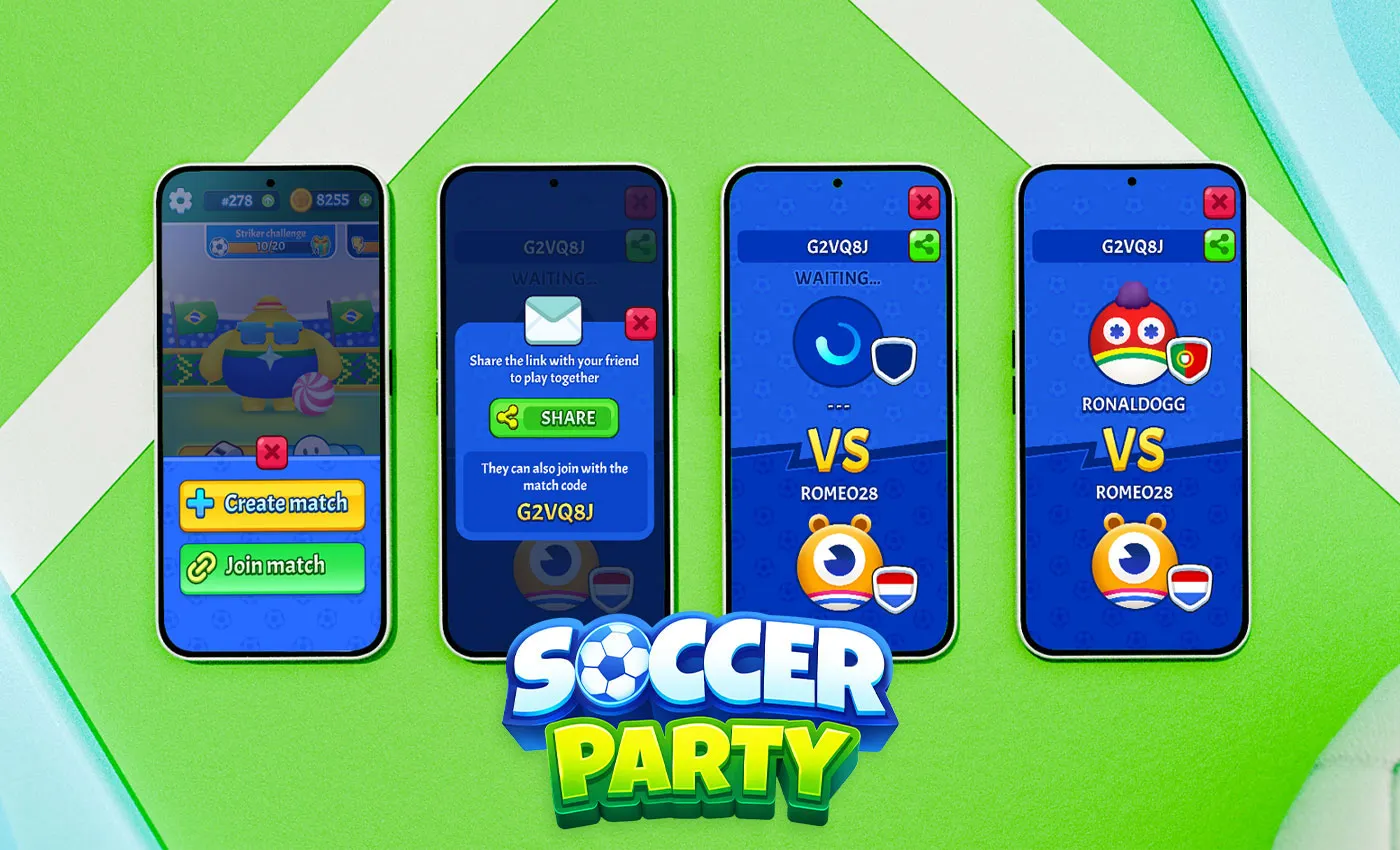 #278
8255
Striker challenge
10/20
Create match
Join match
G2VQ8J
WAITING...
Share the link with your friend
to play together
SHARE
They can also join with the
match code
G2VQ8J
G2VQ8J
WAITING...
---
VS
ROMEO28
G2VQ8J
RONALDOGG
VS
ROMEO28
SOCCER
PARTY